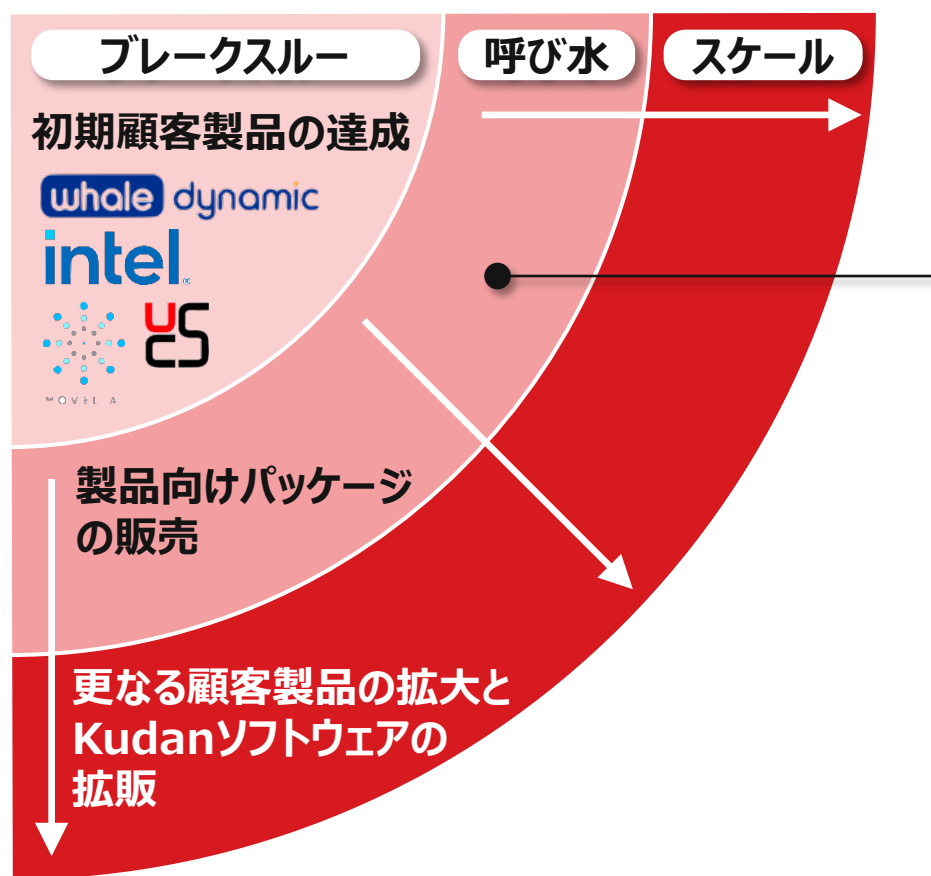 ブレークスルー
呼び水
スケール
初期顧客製品の達成
whale dynamic
intel.
UCS
MOVEL A
製品向けパッケージ
の販売
更なる顧客製品の拡大と
Kudanソフトウェアの
拡販